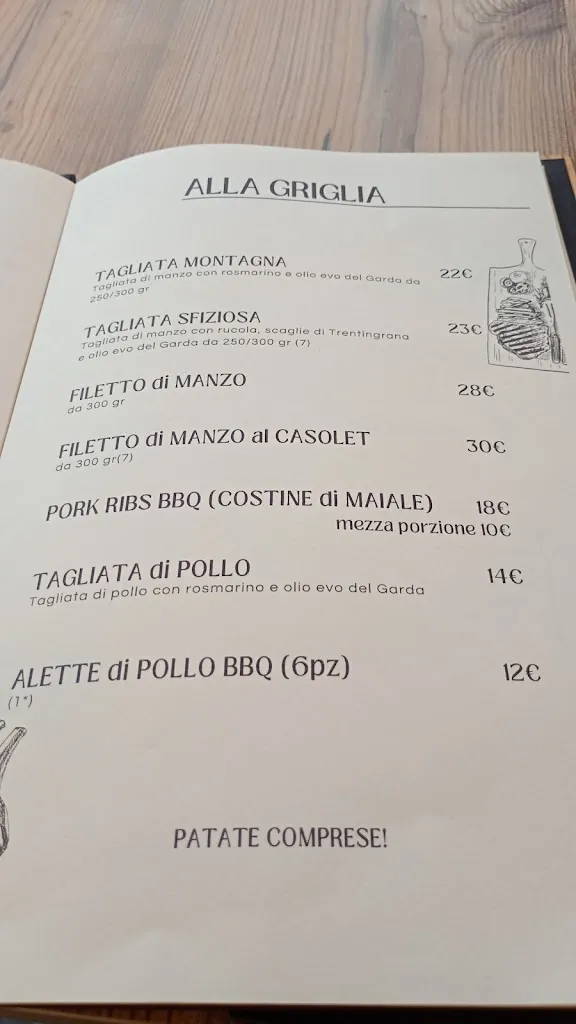 ALLA GRIGLIA
TAGLIATA MONTAGNA 22€
Tagliata di manzo con rosmarino e olio evo del Garda da
250/300 gr
TAGLIATA SFIZIOSA 23€
Tagliata di manzo con rucola, scaglie di Trentingrana
e olio evo del Garda da 250/300 gr (7)
FILETTO di MANZO 28€
da 300 gr
FILETTO di MANZO al CASOLET 30€
da 300 gr(7)
PORK RIBS BBQ (COSTINE di MAIALE) 18€
mezza porzione 10€
TAGLIATA di POLLO 14€
Tagliata di pollo con rosmarino e olio evo del Garda
ALETTE di POLLO BBQ (6pz) 12€
(1*)
PATATE COMPRESE!